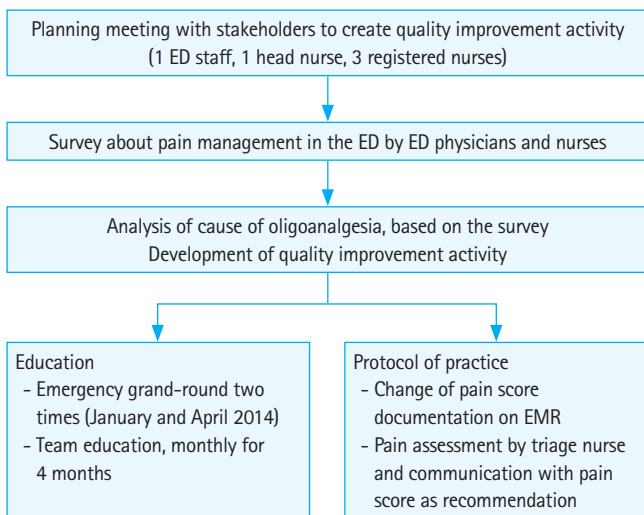 Planning meeting with stakeholders to create quality improvement activity
(1 ED staff, 1 head nurse, 3 registered nurses)
Survey about pain management in the ED by ED physicians and nurses
Analysis of cause of oligoanalgesia, based on the survey
Development of quality improvement activity
Education
- Emergency grand-round two
times (January and April 2014)
- Team education, monthly for
4 months
Protocol of practice
- Change of pain score
documentation on EMR
- Pain assessment by triage nurse
and communication with pain
score as recommendation